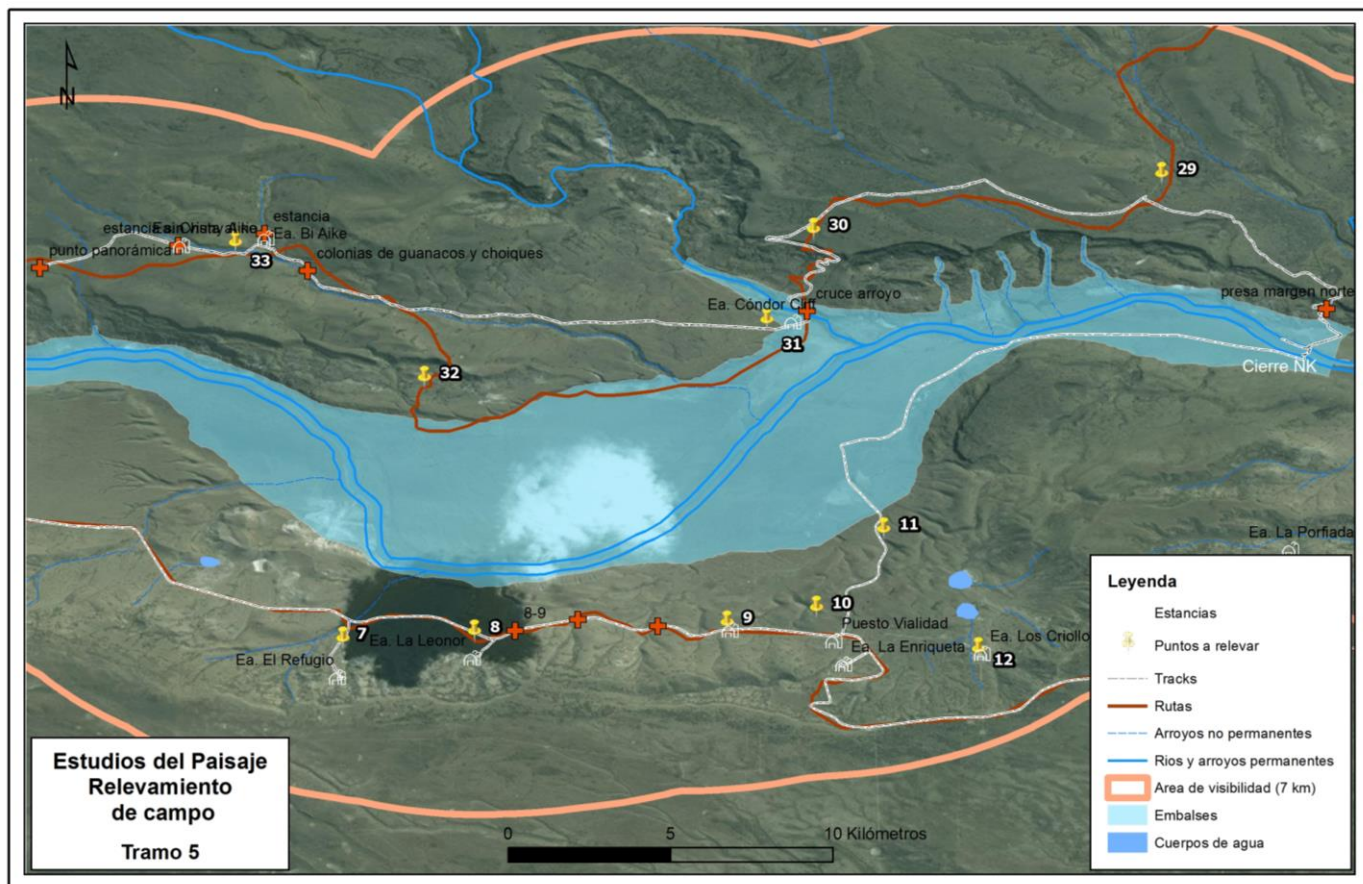 N
29
30
estancia
Ea. Bi Aike
punto panorámica
33
colonias de guanacos y choiques
Ea. Cóndor Cliff
cruce arroyo
presa margen norte
31
Cierre NK
32
11
Ea. La Porfiada
10
9
8-9
8
7
Ea. La Leonor
Puesto Vialidad
Ea. El Refugio
Ea. La Enriqueta
Ea. Los Criollo
12
Leyenda
Estancias
Puntos a relevar
Tracks
Rutas
Arroyos no permanentes
Rios y arroyos permanentes
Area de visibilidad (7 km)
Embalses
Cuerpos de agua
Estudios del Paisaje
Relevamiento
de campo
Tramo 5
0 5 10 Kilómetros